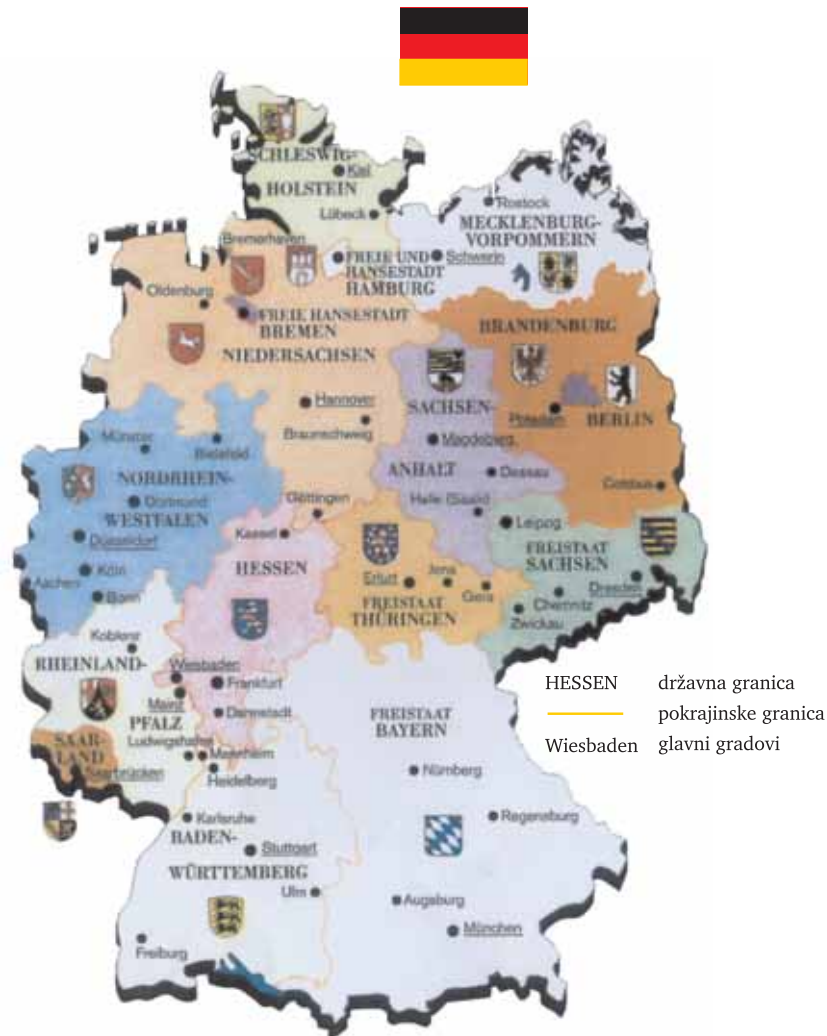 SCHLESWIG-
Kiel
HOLSTEIN
Lübeck
Rostock
MECKLENBURG-
VORPOMMERN
Bremerhaven
FREIE UND
HANSESTADT
HAMBURG
Schwerin
Oldenburg
FREIE HANSESTADT
BREMEN
BRANDENBURG
NIEDERSACHSEN
Hannover
SACHSEN-
Potsdam
BERLIN
Braunschweig
Magdeburg
Münster
Bielefeld
ANHALT
Dessau
NORDRHEIN-
Cottbus
Göttingen
Halle (Saale)
Dortmund
WESTFALEN
Leipzig
Kassel
Düsseldorf
FREISTAAT
SACHSEN
HESSEN
Köln
Aachen
Erfurt
Jena
Gera
Dresden
Bonn
FREISTAAT
THÜRINGEN
Chemnitz
Zwickau
Koblenz
RHEINLAND-
Wiesbaden
Frankfurt
HESSEN državna granica
Mainz
Darmstadt
FREISTAAT
BAYERN
pokrajinske granica
PFALZ
SAAR-
LAND
Ludwigshafen
Mannheim
Wiesbaden glavni gradovi
Saarbrücken
Heidelberg
Nürnberg
Karlsruhe
Regensburg
BADEN-
Stuttgart
WÜRTTEMBERG
Ulm
Augsburg
München
Freiburg